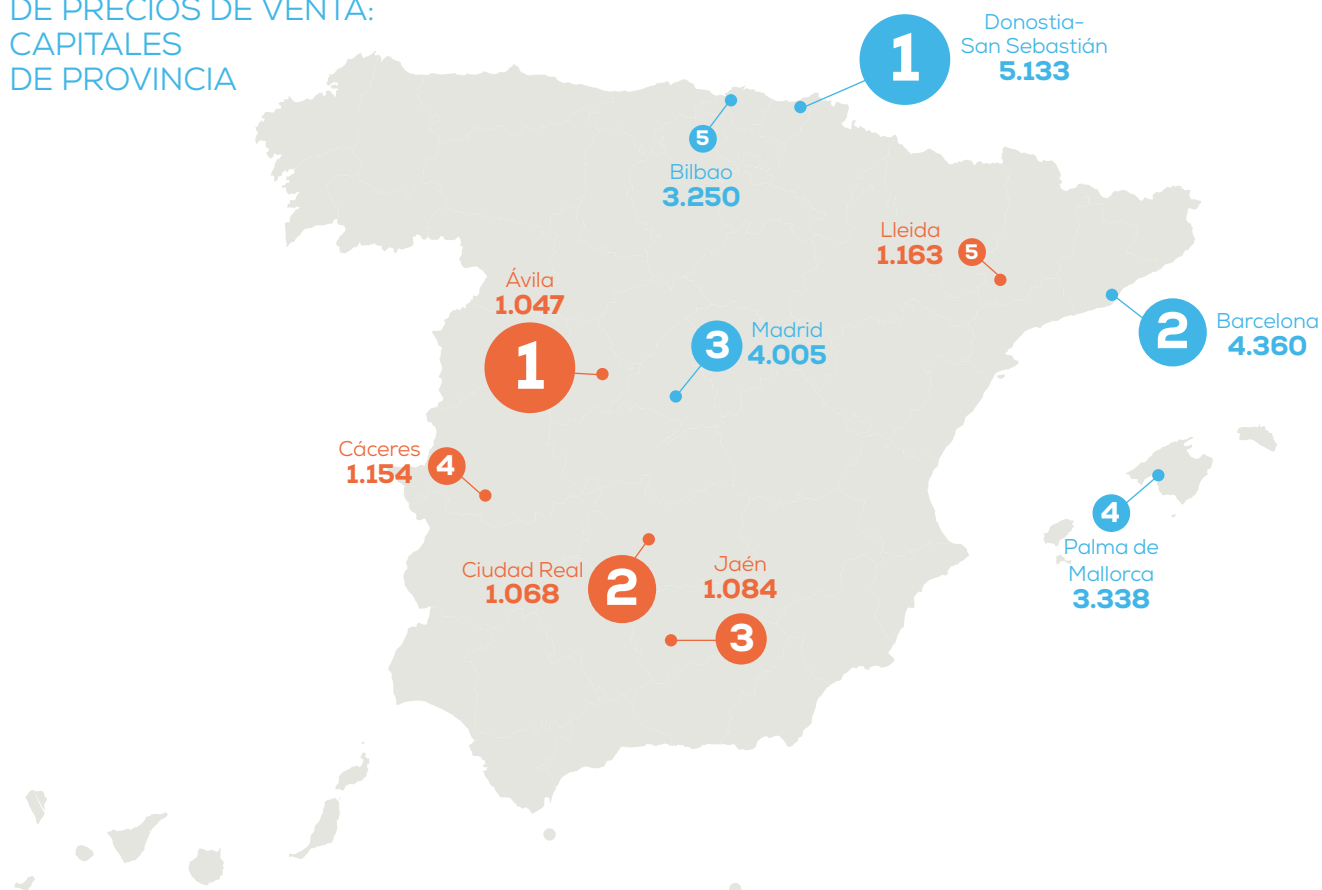 DE PRECIOS DE VENTA:
CAPITALES
DE PROVINCIA
1
Donostia-
San Sebastián
5.133
5
Bilbao
3.250
Lleida
1.163
5
Ávila
1.047
1
3
Madrid
4.005
2
Barcelona
4.360
Cáceres
1.154
4
4
Palma de
Mallorca
3.338
Ciudad Real
1.068
2
Jaén
1.084
3